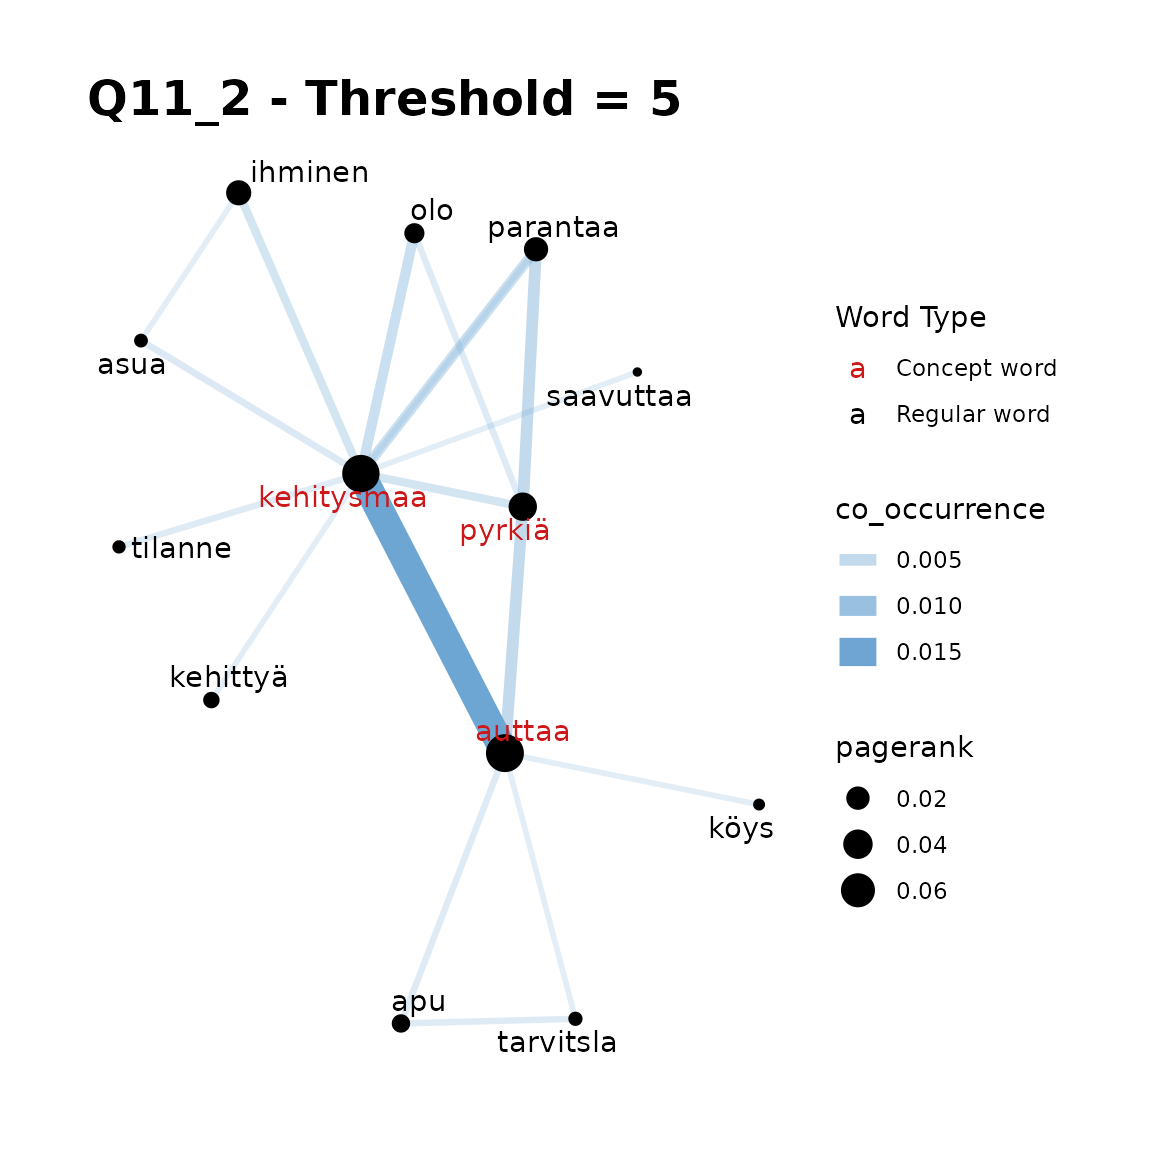 Q11_2 - Threshold = 5
ihminen
olo
parantaa
asua
saavuttaa
kehitysmaa
pyrkiä
tilanne
kehittyä
auttaa
köys
apu
tarvitsla
Word Type
a Concept word
a Regular word
co_occurrence
0.005
0.010
0.015
pagerank
0.02
0.04
0.06